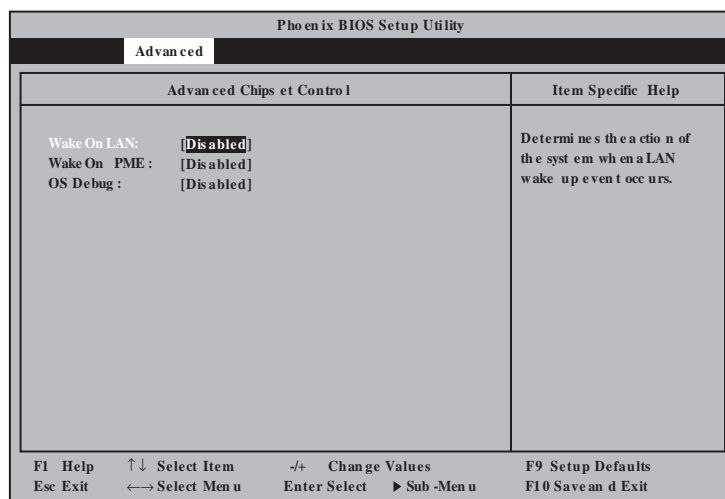 Phoenix BIOS Setup Utility
Advanced
Advanced Chipset Control
Item Specific Help
Wake On LAN: [Disabled]
Wake On PME : [Disabled]
OS Debug : [Disabled]
Determines the action of
the system when a LAN
wake up event occurs.
F1 Help ↑↓ Select Item -/+ Change Values F9 Setup Defaults
Esc Exit ←→ Select Menu Enter Select ▶ Sub-Menu F10 Save and Exit